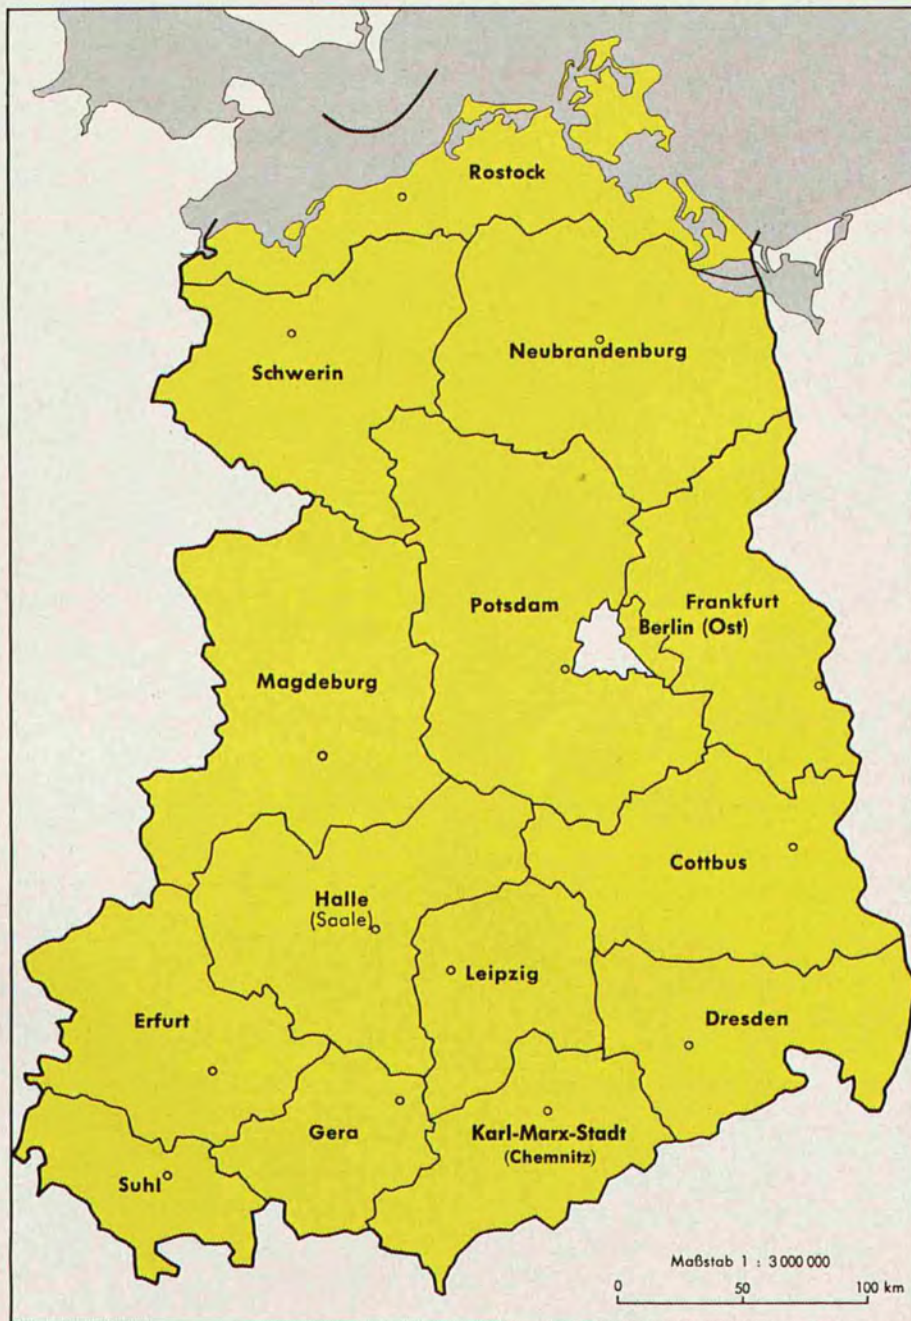 Rostock
Schwerin
Neubrandenburg
Potsdam
Frankfurt
Berlin (Ost)
Magdeburg
Cottbus
Halle
(Saale)
Leipzig
Erfurt
Dresden
Gera
Karl-Marx-Stadt
(Chemnitz)
Suhl
Maßstab 1 : 3 000 000
0 50 100 km